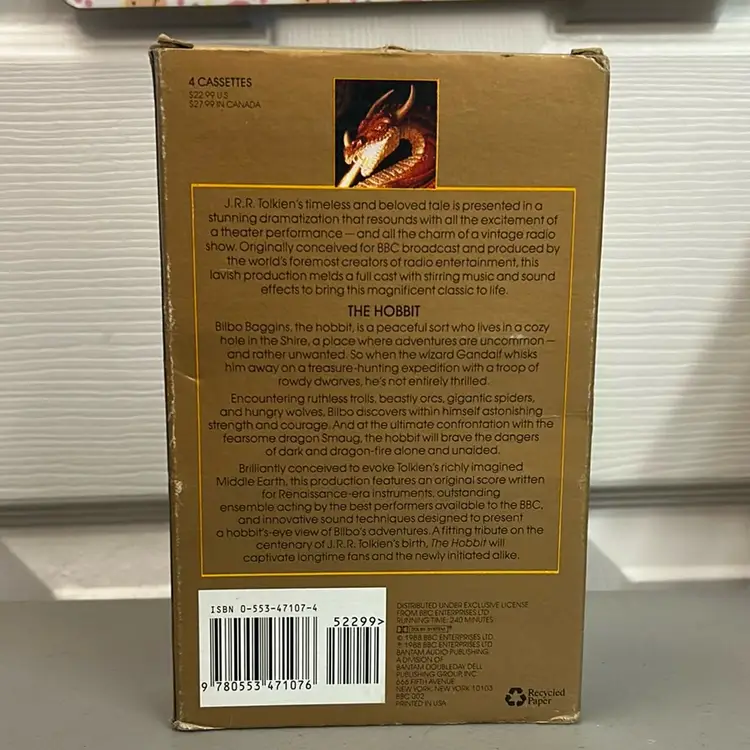 4 CASSETTES
$22.99 U.S
$27.99 IN CANADA
J.R.R. Tolkien's timeless and beloved tale is presented in a
stunning dramatization that resounds with all the excitement of
a theater performance — and all the charm of a vintage radio
show. Originally conceived for BBC broadcast and produced by
the world's foremost creators of radio entertainment, this
lavish production melds a full cast with stirring music and sound
effects to bring this magnificent classic to life.
THE HOBBIT
Bilbo Baggins, the hobbit, is a peaceful sort who lives in a cozy
hole in the Shire, a place where adventures are uncommon —
and rather unwanted. So when the wizard Gandalf whisks
him away on a treasure-hunting expedition with a troop of
rowdy dwarves, he's not entirely thrilled.
Encountering ruthless trolls, beastly orcs, gigantic spiders,
and hungry wolves, Bilbo discovers within himself astonishing
strength and courage. And at the ultimate confrontation with the
fearsome dragon Smaug, the hobbit will brave the dangers
of dark and dragon-fire alone and unaided.
Brilliantly conceived to evoke Tolkien's richly imagined
Middle Earth, this production features an original score written
for Renaissance-era instruments, outstanding
ensemble acting by the best performers available to the BBC,
and innovative sound techniques designed to present
a hobbit's-eye view of Bilbo's adventures. A fitting tribute on the
centenary of J.R.R. Tolkien's birth, The Hobbit will
captivate longtime fans and the newly initiated alike.
ISBN 0-553-47107-4
52299>
9 780553 471076
DISTRIBUTED UNDER EXCLUSIVE LICENSE
FROM BBC ENTERPRISES LTD
RUNNING TIME: 240 MINUTES
DOLBY SYSTEM ®
© 1988 BBC ENTERPRISES LTD
℗ 1988 BBC ENTERPRISES LTD
BANTAM AUDIO PUBLISHING
A DIVISION OF
BANTAM DOUBLEDAY DELL
PUBLISHING GROUP, INC.
666 FIFTH AVENUE
NEW YORK, NEW YORK 10103
BBC 002
PRINTED IN USA
Recycled
Paper